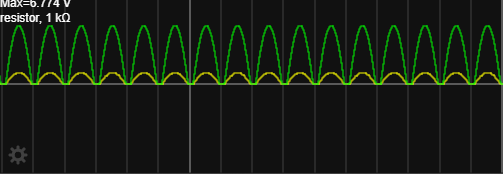 Max=6.774 V
resistor, 1 kΩ